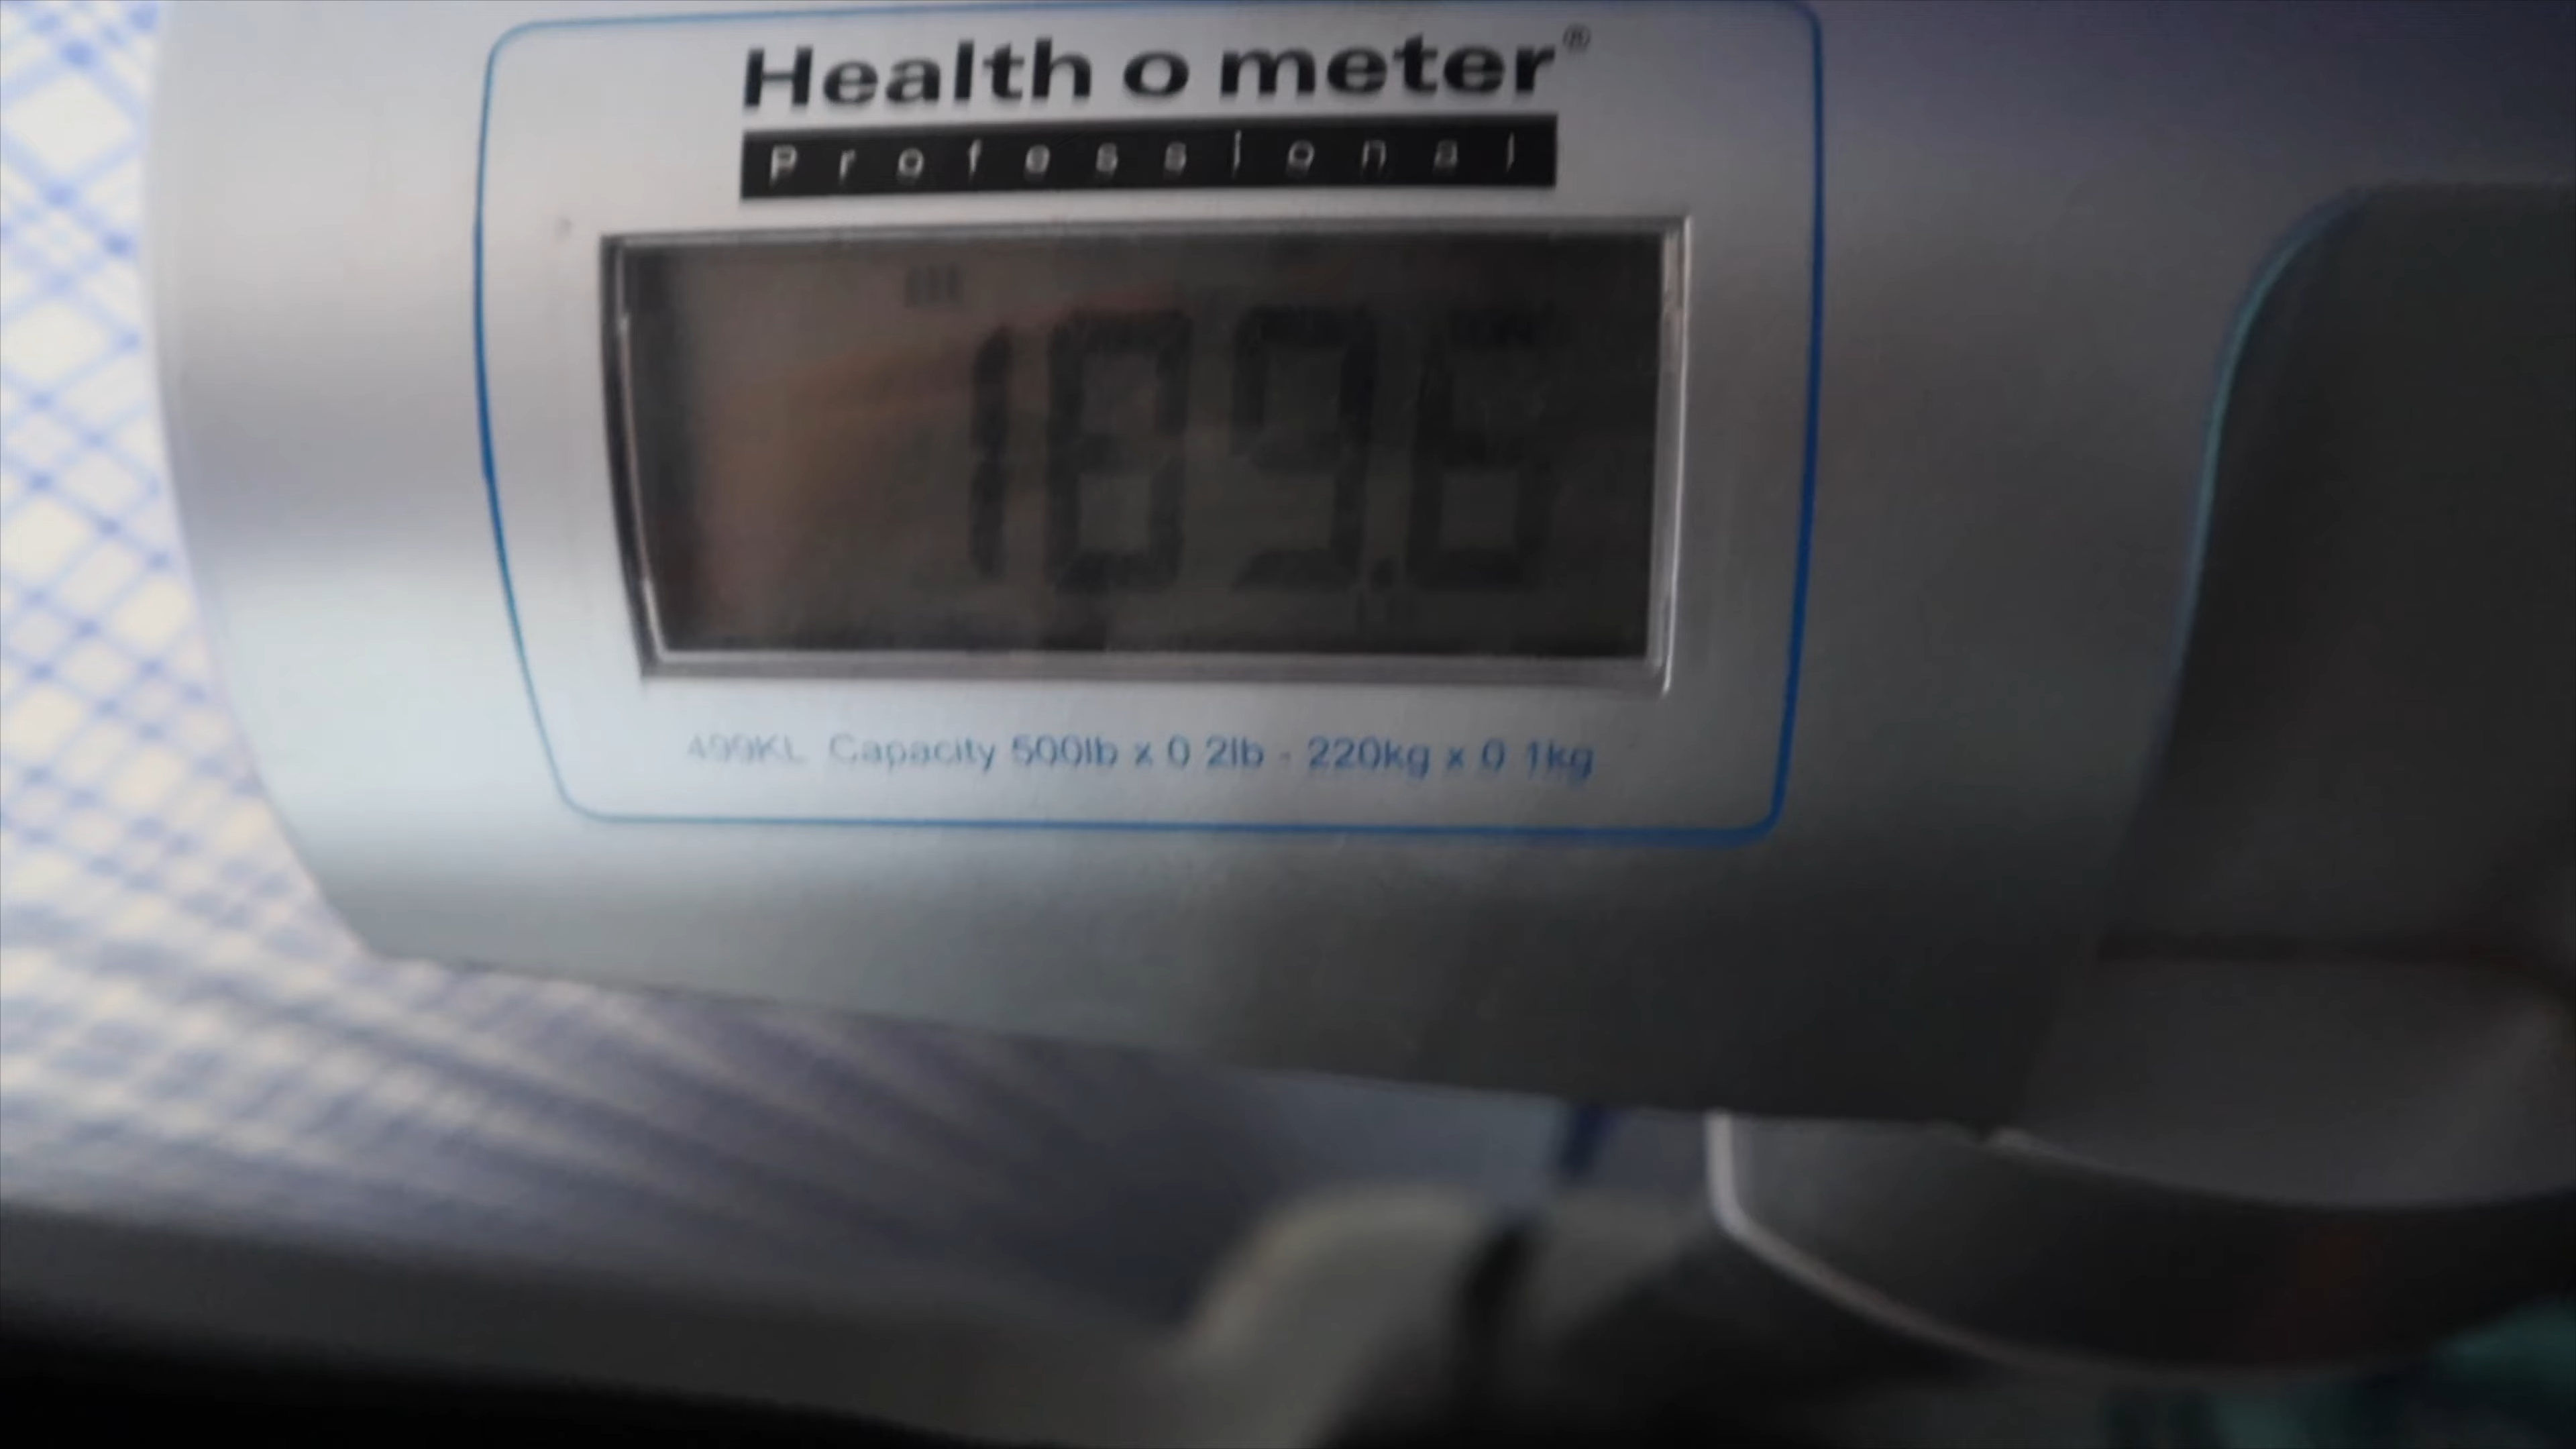 Health o meter®
Professional
189.6
499KL Capacity 500lb x 0 2lb - 220kg x 0 1kg